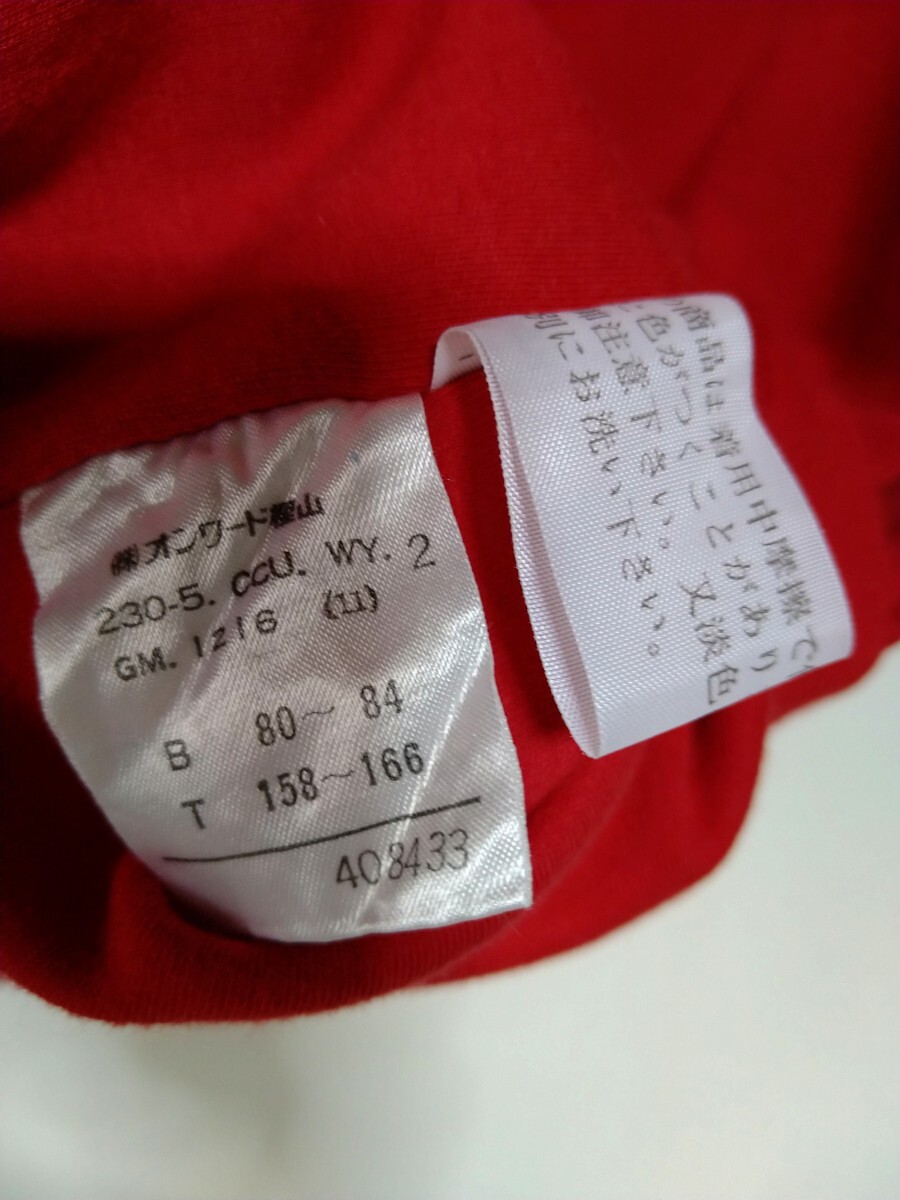 ㈱オンワード樫山
230-5. CCU. WY. 2
GM. 1216 (11)
B 80～ 84
T 158～166
408433
商品は着用中摩擦で
色がつくことがあり
注意下さい。又淡色
別にお洗い下さい。